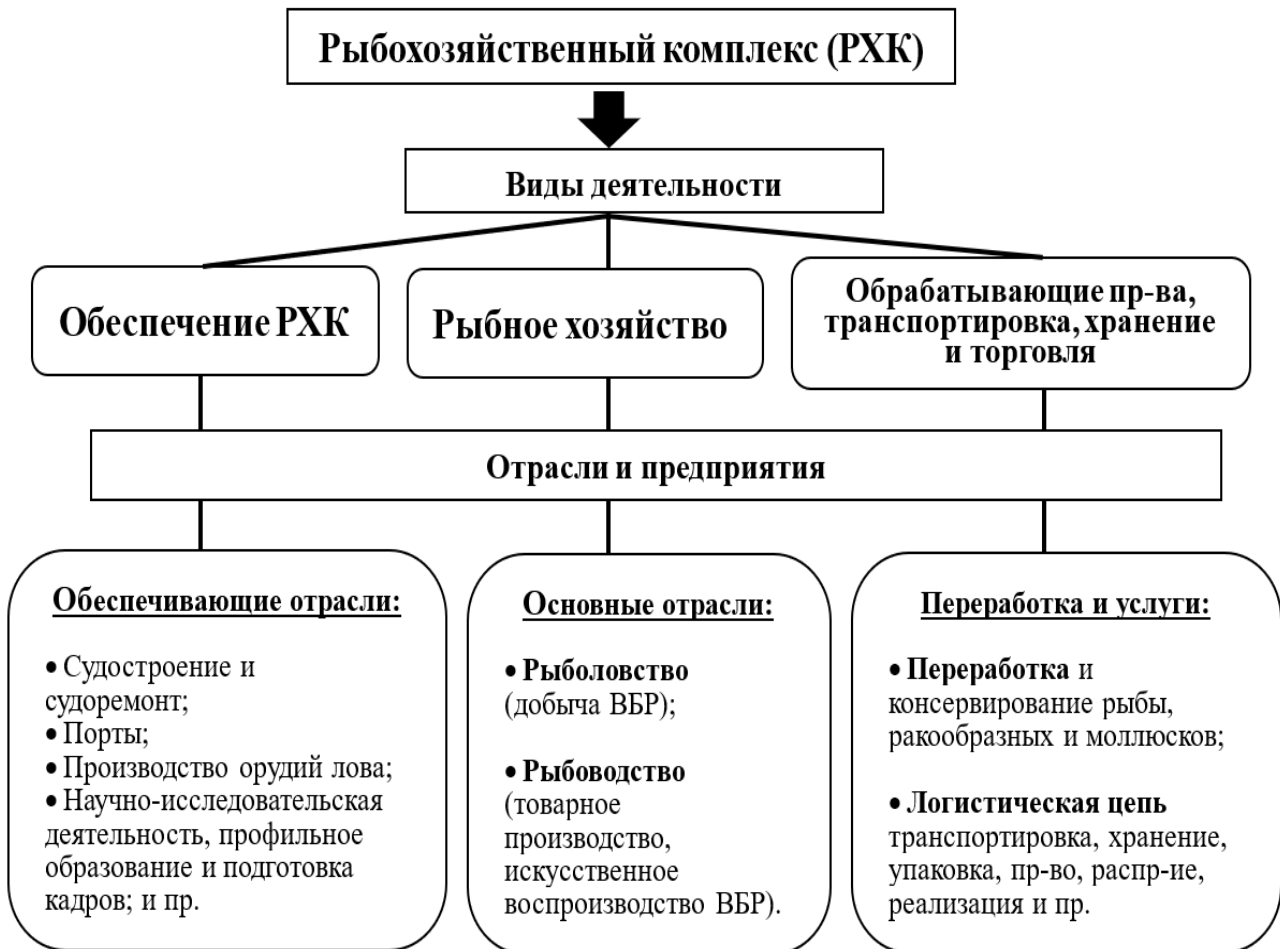 Рыбохозяйственный комплекс (РХК)
Виды деятельности
Обеспечение РХК
Рыбное хозяйство
Обрабатывающие пр-ва,
транспортировка, хранение
и торговля
Отрасли и предприятия
Обеспечивающие отрасли:
• Судостроение и
судоремонт;
• Порты;
• Производство орудий лова;
• Научно-исследовательская
деятельность, профильное
образование и подготовка
кадров; и пр.
Основные отрасли:
• Рыболовство
(добыча ВБР);
• Рыбоводство
(товарное
производство,
искусственное
воспроизводство ВБР).
Переработка и услуги:
• Переработка и
консервирование рыбы,
ракообразных и моллюсков;
• Логистическая цепь
транспортировка, хранение,
упаковка, пр-во, распр-ие,
реализация и пр.